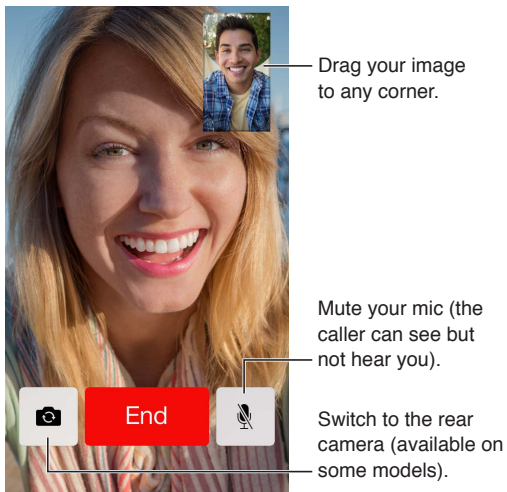 Drag your image
to any corner.
Mute your mic (the
caller can see but
not hear you).
End
Switch to the rear
camera (available on
some models).